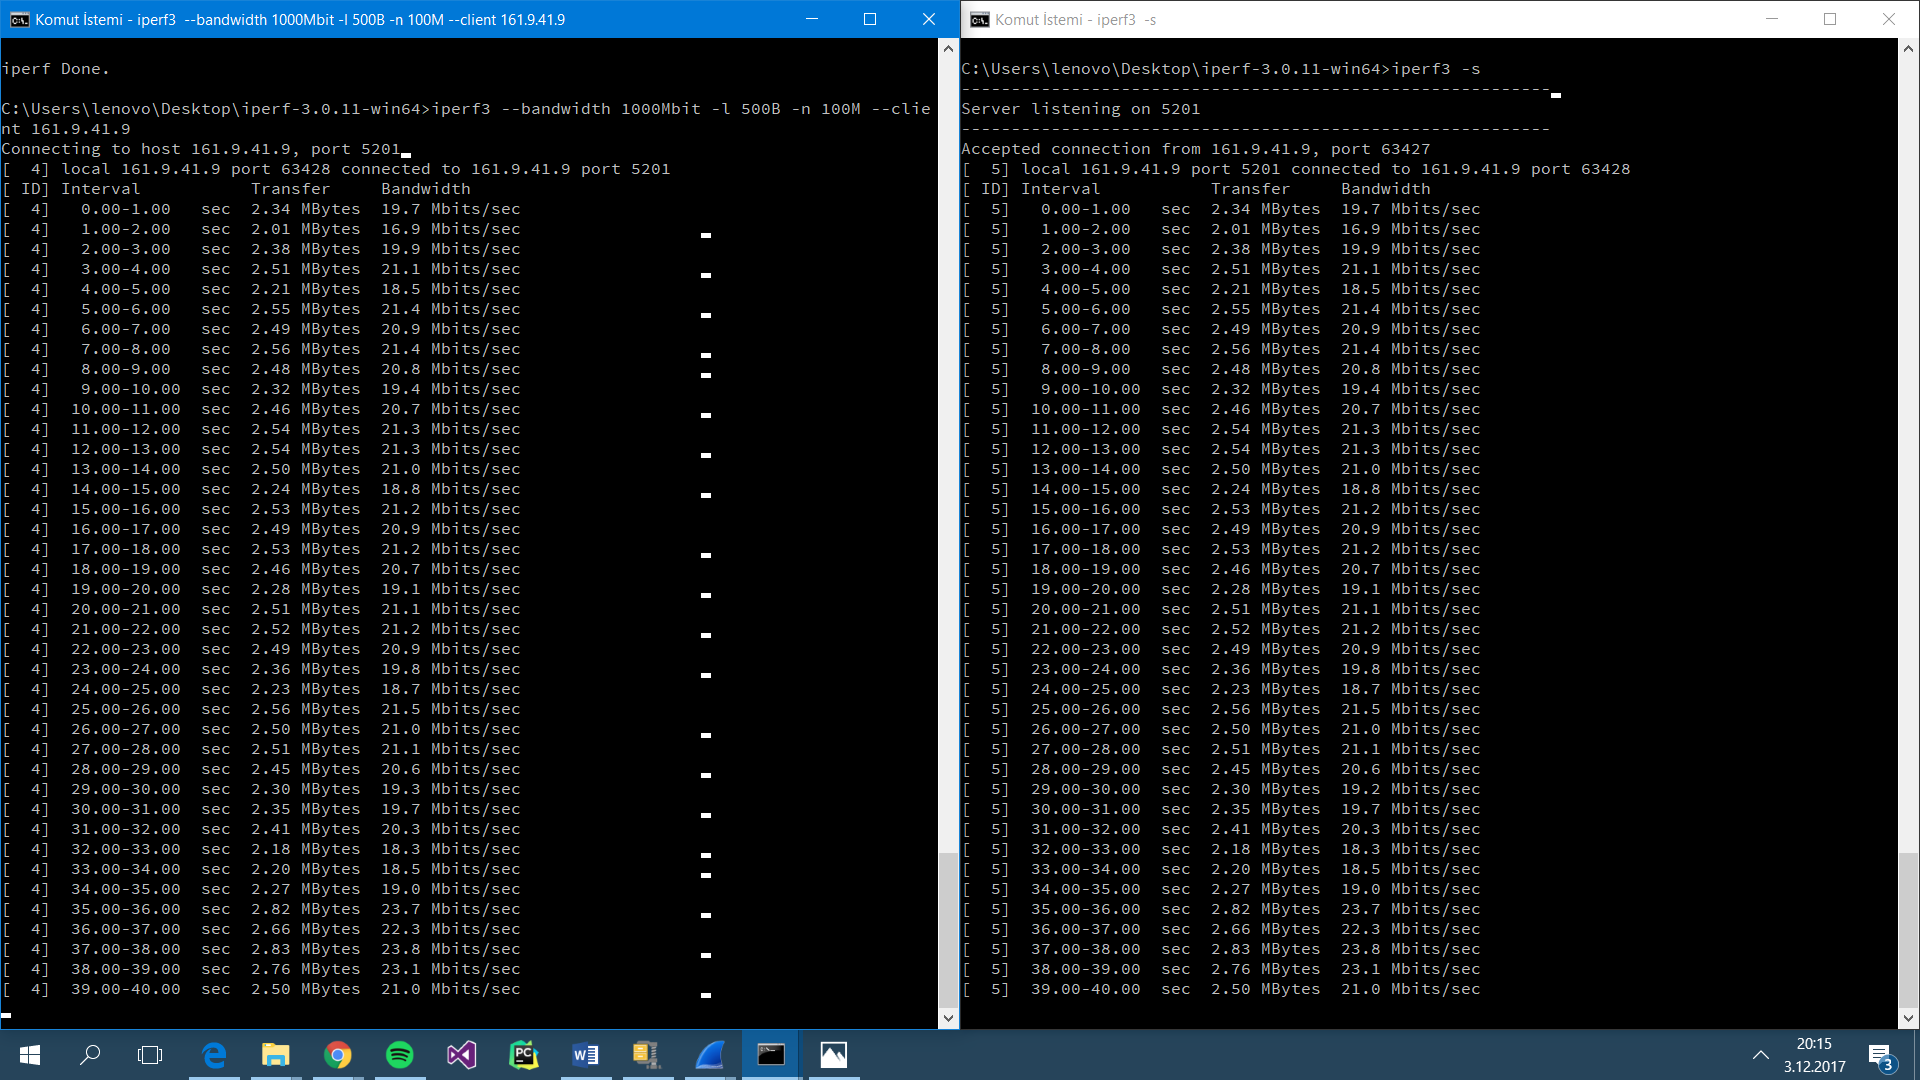 Komut İstemi - iperf3  --bandwidth 1000Mbit -l 500B -n 100M --client 161.9.41.9
iperf Done.
C:\Users\lenovo\Desktop\iperf-3.0.11-win64>iperf3 --bandwidth 1000Mbit -l 500B -n 100M --clie
nt 161.9.41.9
Connecting to host 161.9.41.9, port 5201
[  4] local 161.9.41.9 port 63428 connected to 161.9.41.9 port 5201
[ ID] Interval           Transfer     Bandwidth
[  4]   0.00-1.00   sec  2.34 MBytes  19.7 Mbits/sec
[  4]   1.00-2.00   sec  2.01 MBytes  16.9 Mbits/sec
[  4]   2.00-3.00   sec  2.38 MBytes  19.9 Mbits/sec
[  4]   3.00-4.00   sec  2.51 MBytes  21.1 Mbits/sec
[  4]   4.00-5.00   sec  2.21 MBytes  18.5 Mbits/sec
[  4]   5.00-6.00   sec  2.55 MBytes  21.4 Mbits/sec
[  4]   6.00-7.00   sec  2.49 MBytes  20.9 Mbits/sec
[  4]   7.00-8.00   sec  2.56 MBytes  21.4 Mbits/sec
[  4]   8.00-9.00   sec  2.48 MBytes  20.8 Mbits/sec
[  4]   9.00-10.00  sec  2.32 MBytes  19.4 Mbits/sec
[  4]  10.00-11.00  sec  2.46 MBytes  20.7 Mbits/sec
[  4]  11.00-12.00  sec  2.54 MBytes  21.3 Mbits/sec
[  4]  12.00-13.00  sec  2.54 MBytes  21.3 Mbits/sec
[  4]  13.00-14.00  sec  2.50 MBytes  21.0 Mbits/sec
[  4]  14.00-15.00  sec  2.24 MBytes  18.8 Mbits/sec
[  4]  15.00-16.00  sec  2.53 MBytes  21.2 Mbits/sec
[  4]  16.00-17.00  sec  2.49 MBytes  20.9 Mbits/sec
[  4]  17.00-18.00  sec  2.53 MBytes  21.2 Mbits/sec
[  4]  18.00-19.00  sec  2.46 MBytes  20.7 Mbits/sec
[  4]  19.00-20.00  sec  2.28 MBytes  19.1 Mbits/sec
[  4]  20.00-21.00  sec  2.51 MBytes  21.1 Mbits/sec
[  4]  21.00-22.00  sec  2.52 MBytes  21.2 Mbits/sec
[  4]  22.00-23.00  sec  2.49 MBytes  20.9 Mbits/sec
[  4]  23.00-24.00  sec  2.36 MBytes  19.8 Mbits/sec
[  4]  24.00-25.00  sec  2.23 MBytes  18.7 Mbits/sec
[  4]  25.00-26.00  sec  2.56 MBytes  21.5 Mbits/sec
[  4]  26.00-27.00  sec  2.50 MBytes  21.0 Mbits/sec
[  4]  27.00-28.00  sec  2.51 MBytes  21.1 Mbits/sec
[  4]  28.00-29.00  sec  2.45 MBytes  20.6 Mbits/sec
[  4]  29.00-30.00  sec  2.30 MBytes  19.3 Mbits/sec
[  4]  30.00-31.00  sec  2.35 MBytes  19.7 Mbits/sec
[  4]  31.00-32.00  sec  2.41 MBytes  20.3 Mbits/sec
[  4]  32.00-33.00  sec  2.18 MBytes  18.3 Mbits/sec
[  4]  33.00-34.00  sec  2.20 MBytes  18.5 Mbits/sec
[  4]  34.00-35.00  sec  2.27 MBytes  19.0 Mbits/sec
[  4]  35.00-36.00  sec  2.82 MBytes  23.7 Mbits/sec
[  4]  36.00-37.00  sec  2.66 MBytes  22.3 Mbits/sec
[  4]  37.00-38.00  sec  2.83 MBytes  23.8 Mbits/sec
[  4]  38.00-39.00  sec  2.76 MBytes  23.1 Mbits/sec
[  4]  39.00-40.00  sec  2.50 MBytes  21.0 Mbits/sec
Komut İstemi - iperf3  -s
C:\Users\lenovo\Desktop\iperf-3.0.11-win64>iperf3 -s
-----------------------------------------------------------
Server listening on 5201
-----------------------------------------------------------
Accepted connection from 161.9.41.9, port 63427
[  5] local 161.9.41.9 port 5201 connected to 161.9.41.9 port 63428
[ ID] Interval           Transfer     Bandwidth
[  5]   0.00-1.00   sec  2.34 MBytes  19.7 Mbits/sec
[  5]   1.00-2.00   sec  2.01 MBytes  16.9 Mbits/sec
[  5]   2.00-3.00   sec  2.38 MBytes  19.9 Mbits/sec
[  5]   3.00-4.00   sec  2.51 MBytes  21.1 Mbits/sec
[  5]   4.00-5.00   sec  2.21 MBytes  18.5 Mbits/sec
[  5]   5.00-6.00   sec  2.55 MBytes  21.4 Mbits/sec
[  5]   6.00-7.00   sec  2.49 MBytes  20.9 Mbits/sec
[  5]   7.00-8.00   sec  2.56 MBytes  21.4 Mbits/sec
[  5]   8.00-9.00   sec  2.48 MBytes  20.8 Mbits/sec
[  5]   9.00-10.00  sec  2.32 MBytes  19.4 Mbits/sec
[  5]  10.00-11.00  sec  2.46 MBytes  20.7 Mbits/sec
[  5]  11.00-12.00  sec  2.54 MBytes  21.3 Mbits/sec
[  5]  12.00-13.00  sec  2.54 MBytes  21.3 Mbits/sec
[  5]  13.00-14.00  sec  2.50 MBytes  21.0 Mbits/sec
[  5]  14.00-15.00  sec  2.24 MBytes  18.8 Mbits/sec
[  5]  15.00-16.00  sec  2.53 MBytes  21.2 Mbits/sec
[  5]  16.00-17.00  sec  2.49 MBytes  20.9 Mbits/sec
[  5]  17.00-18.00  sec  2.53 MBytes  21.2 Mbits/sec
[  5]  18.00-19.00  sec  2.46 MBytes  20.7 Mbits/sec
[  5]  19.00-20.00  sec  2.28 MBytes  19.1 Mbits/sec
[  5]  20.00-21.00  sec  2.51 MBytes  21.1 Mbits/sec
[  5]  21.00-22.00  sec  2.52 MBytes  21.2 Mbits/sec
[  5]  22.00-23.00  sec  2.49 MBytes  20.9 Mbits/sec
[  5]  23.00-24.00  sec  2.36 MBytes  19.8 Mbits/sec
[  5]  24.00-25.00  sec  2.23 MBytes  18.7 Mbits/sec
[  5]  25.00-26.00  sec  2.56 MBytes  21.5 Mbits/sec
[  5]  26.00-27.00  sec  2.50 MBytes  21.0 Mbits/sec
[  5]  27.00-28.00  sec  2.51 MBytes  21.1 Mbits/sec
[  5]  28.00-29.00  sec  2.45 MBytes  20.6 Mbits/sec
[  5]  29.00-30.00  sec  2.30 MBytes  19.2 Mbits/sec
[  5]  30.00-31.00  sec  2.35 MBytes  19.7 Mbits/sec
[  5]  31.00-32.00  sec  2.41 MBytes  20.3 Mbits/sec
[  5]  32.00-33.00  sec  2.18 MBytes  18.3 Mbits/sec
[  5]  33.00-34.00  sec  2.20 MBytes  18.5 Mbits/sec
[  5]  34.00-35.00  sec  2.27 MBytes  19.0 Mbits/sec
[  5]  35.00-36.00  sec  2.82 MBytes  23.7 Mbits/sec
[  5]  36.00-37.00  sec  2.66 MBytes  22.3 Mbits/sec
[  5]  37.00-38.00  sec  2.83 MBytes  23.8 Mbits/sec
[  5]  38.00-39.00  sec  2.76 MBytes  23.1 Mbits/sec
[  5]  39.00-40.00  sec  2.50 MBytes  21.0 Mbits/sec
20:15
3.12.2017
3